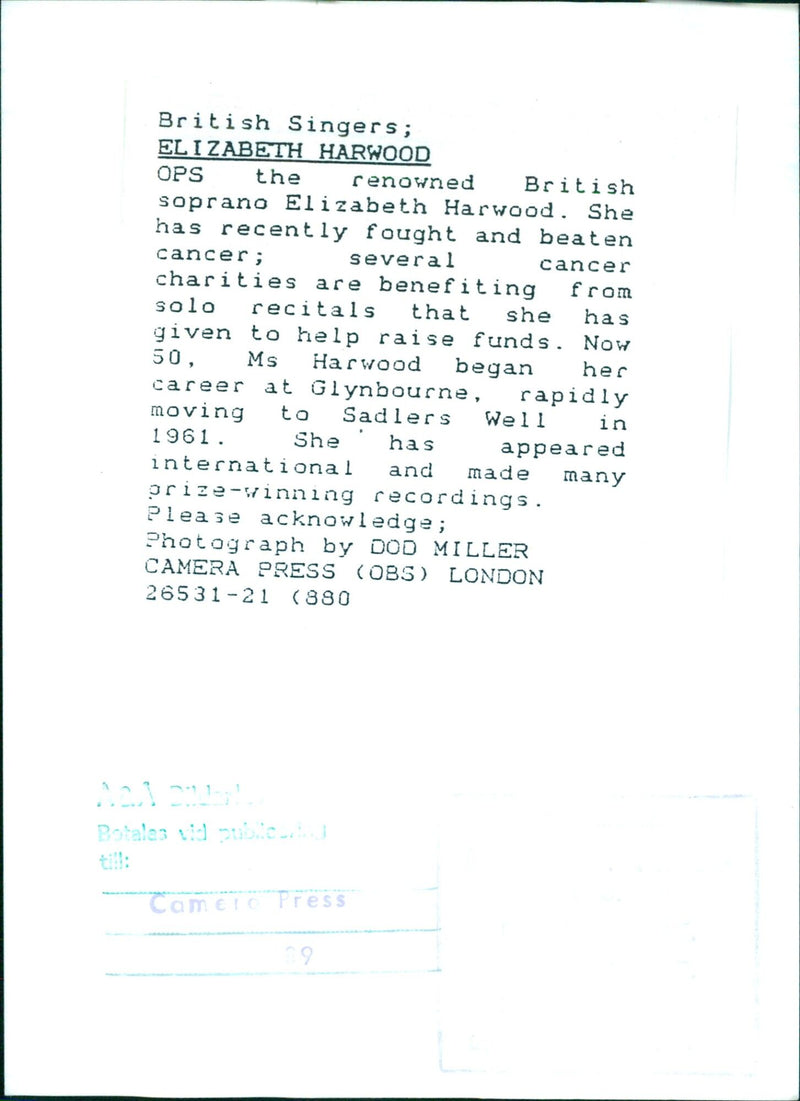 British Singers;
ELIZABETH HARWOOD
OPS the renowned British
soprano Elizabeth Harwood. She
has recently fought and beaten
cancer; several cancer
charities are benefiting from
solo recitals that she has
given to help raise funds. Now
50, Ms Harwood began her
career at Glynbourne, rapidly
moving to Sadlers Well in
1961. She has appeared
international and made many
prize-winning recordings.
Please acknowledge;
Photograph by DOD MILLER
CAMERA PRESS (OBS) LONDON
26531-21 (880
Betales vid publicering
till:
Camera Press
89